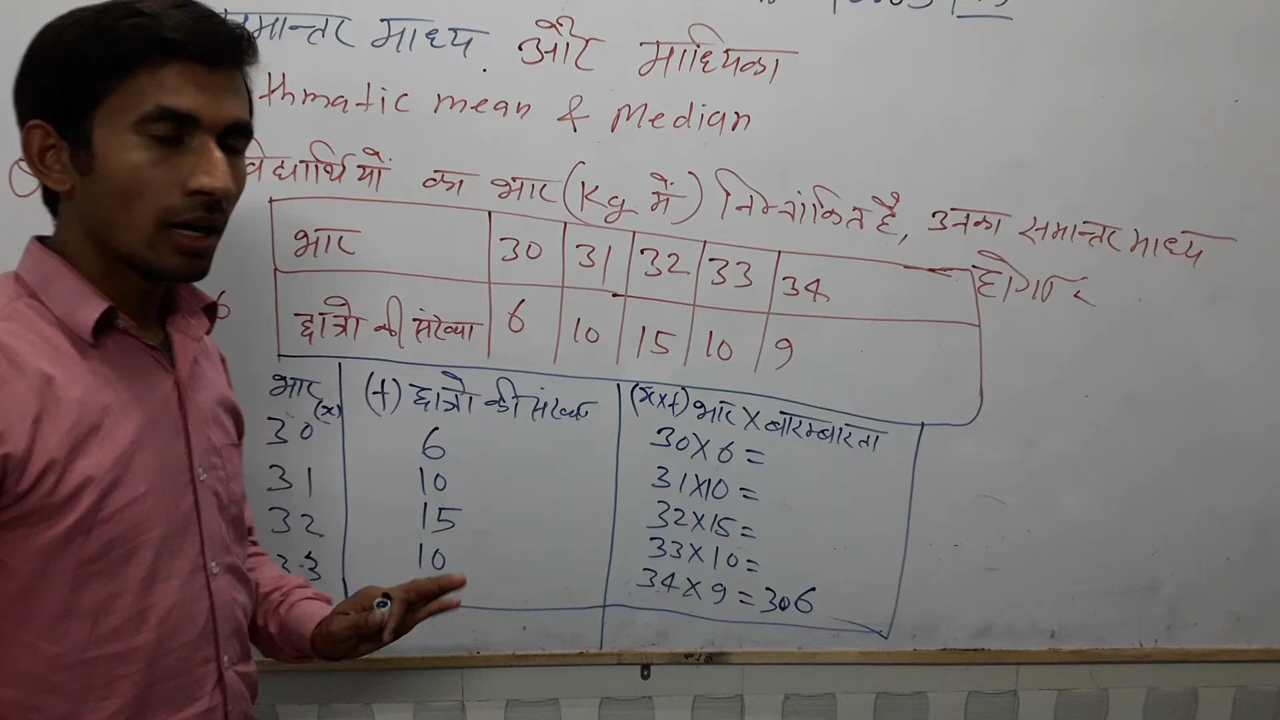 समान्तर माध्य और माध्यिका
thmatic mean & Median
विद्यार्थियों का भार (Kg में) निम्नांकित है, उनका समान्तर माध्य
होगा
भार 30 31 32 33 34
छात्रो की संख्या 6 10 15 10 9
भार (x) (f) छात्रो की संख्या (x×f) भार × बारम्बारता
30 6 30×6=
31 10 31×10=
32 15 32×15=
33 10 33×10=
34×9=306